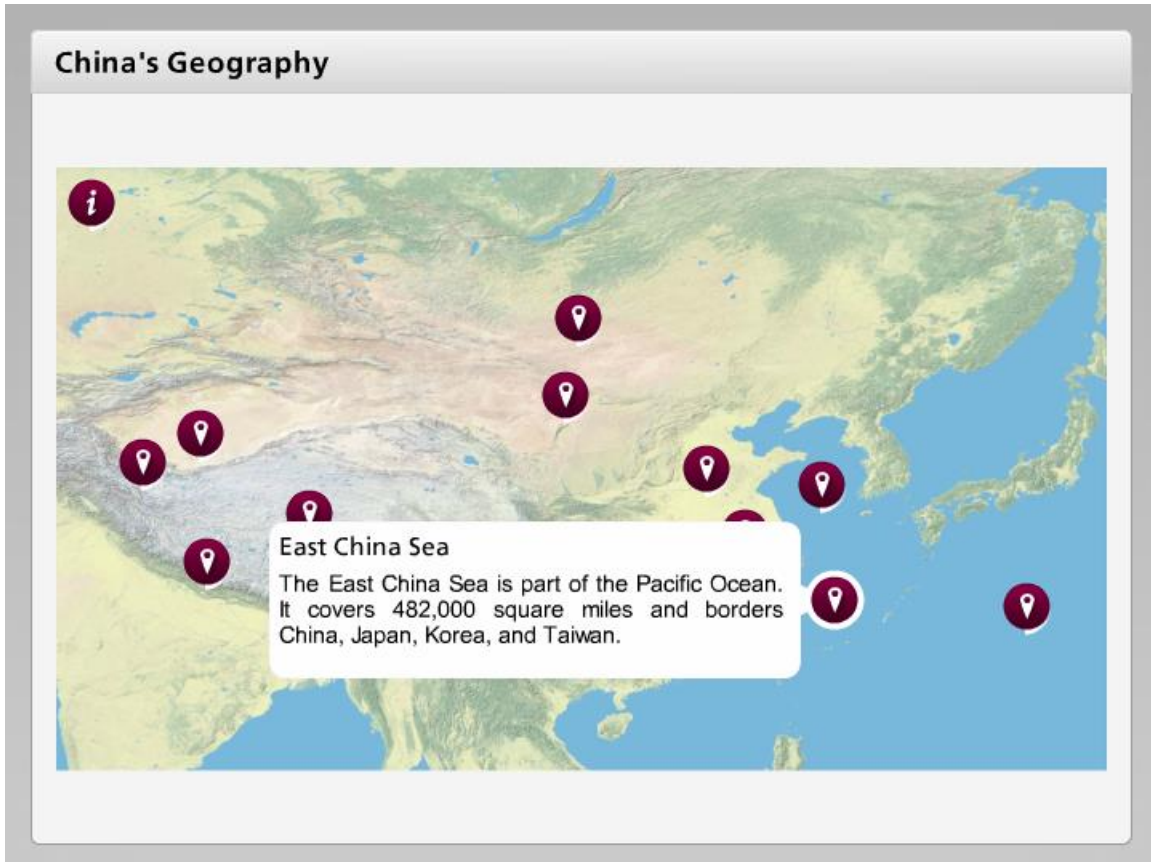 China's Geography
i
East China Sea
The East China Sea is part of the Pacific Ocean.
It covers 482,000 square miles and borders
China, Japan, Korea, and Taiwan.